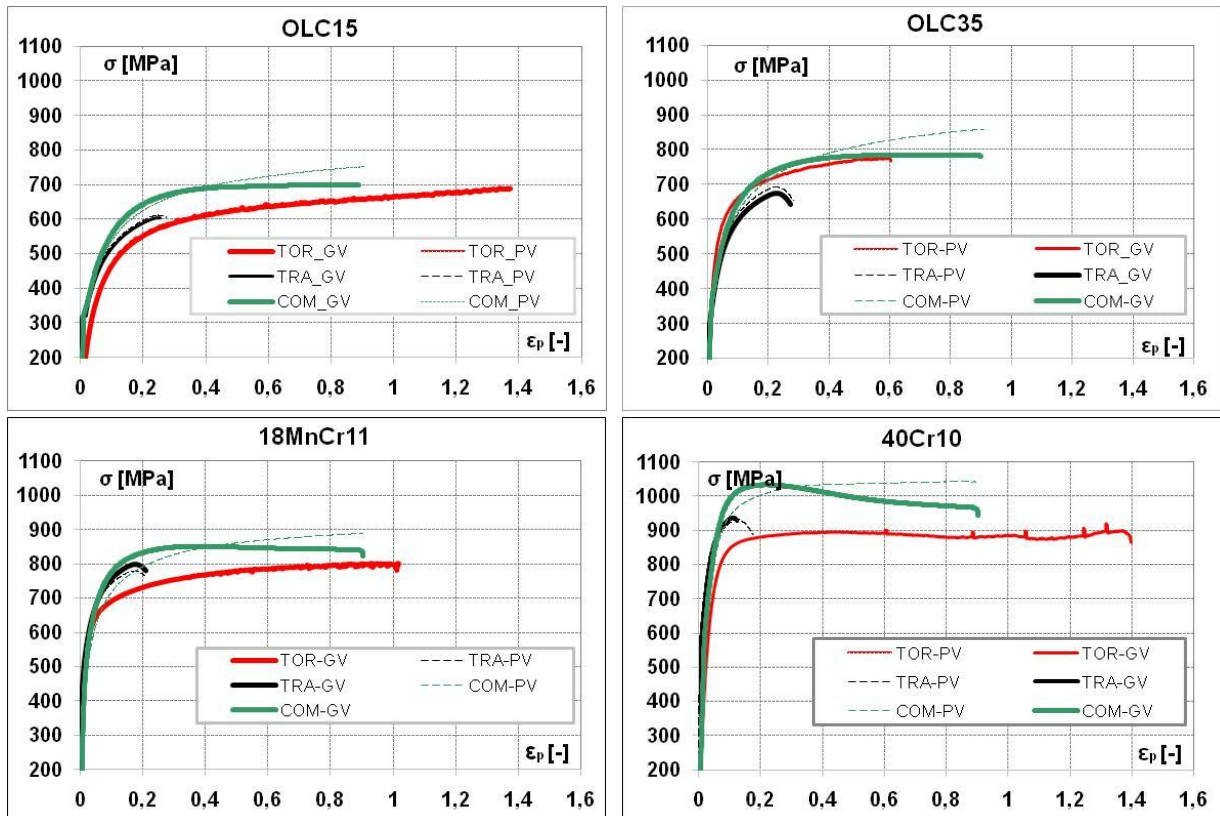 OLC15
1100
σ [MPa]
1000
900
800
700
600
500
400
300
200
TOR_GV TOR_PV
TRA_GV TRA_PV
COM_GV COM_PV
εp [-]
0 0,2 0,4 0,6 0,8 1 1,2 1,4 1,6
OLC35
1100
σ [MPa]
1000
900
800
700
600
500
400
300
200
TOR-PV TOR_GV
TRA-PV TRA_GV
COM-PV COM-GV
εp [-]
0 0,2 0,4 0,6 0,8 1 1,2 1,4 1,6
18MnCr11
1100
σ [MPa]
1000
900
800
700
600
500
400
300
200
TOR-GV TRA-PV
TRA-GV COM-PV
COM-GV
εp [-]
0 0,2 0,4 0,6 0,8 1 1,2 1,4 1,6
40Cr10
1100
σ [MPa]
1000
900
800
700
600
500
400
300
200
TOR-PV TOR-GV
TRA-PV TRA-GV
COM-PV COM-GV
εp [-]
0 0,2 0,4 0,6 0,8 1 1,2 1,4 1,6